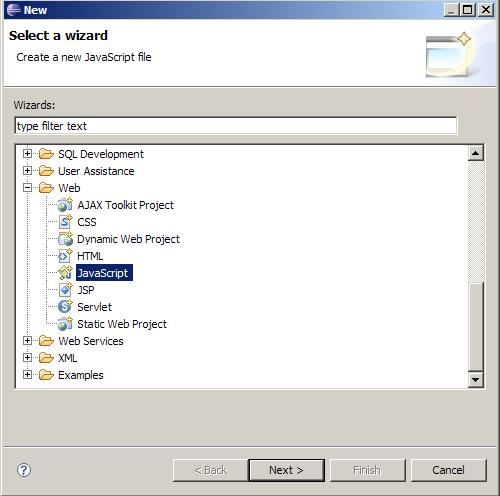 New
Select a wizard
Create a new JavaScript file
Wizards:
type filter text
SQL Development
User Assistance
Web
AJAX Toolkit Project
CSS
Dynamic Web Project
HTML
JavaScript
JSP
Servlet
Static Web Project
Web Services
XML
Examples
? < Back Next > Finish Cancel